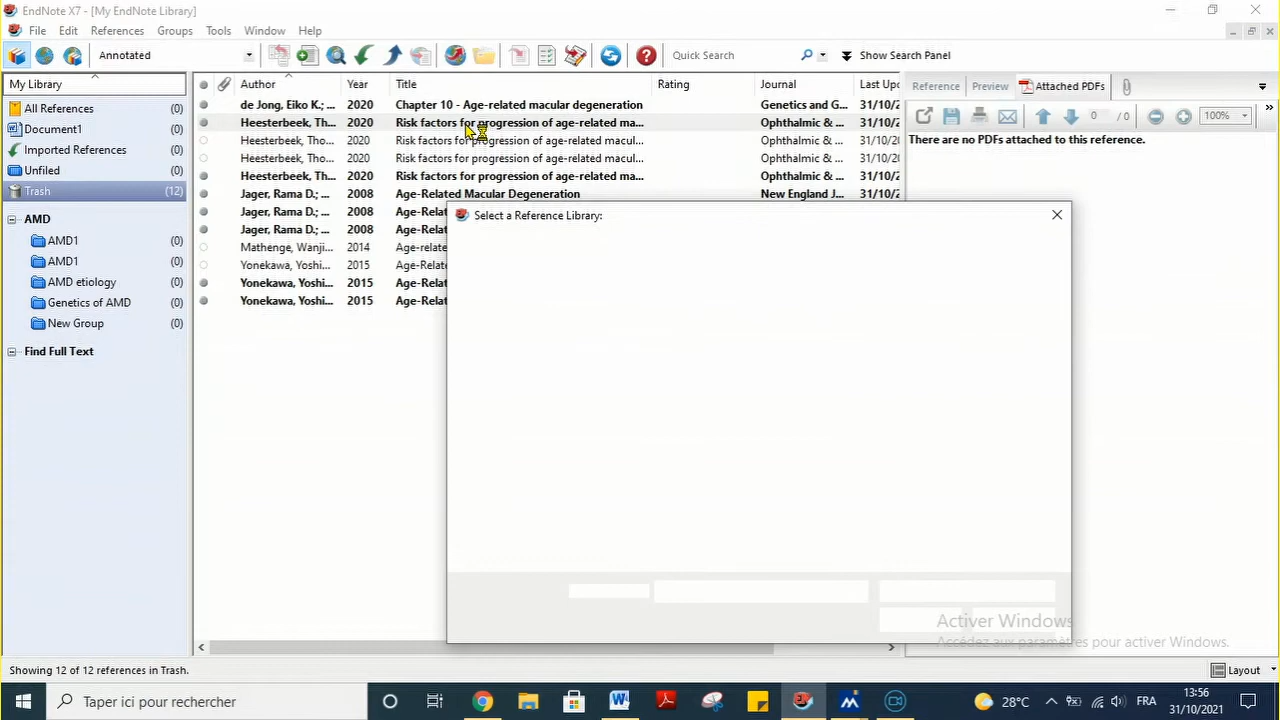 EndNote X7 - [My EndNote Library]
File Edit References Groups Tools Window Help
Annotated Quick Search Show Search Panel
My Library
All References (0)
Document1 (0)
Imported References (0)
Unfiled (0)
Trash (12)
AMD
AMD1 (0)
AMD1 (0)
AMD etiology (0)
Genetics of AMD (0)
New Group (0)
Find Full Text
Author Year Title Rating Journal Last Up
de Jong, Eiko K.; ... 2020 Chapter 10 - Age-related macular degeneration Genetics and G... 31/10/2
Heesterbeek, Th... 2020 Risk factors for progression of age-related ma... Ophthalmic & ... 31/10/2
Heesterbeek, Tho... 2020 Risk factors for progression of age-related macul... Ophthalmic & ... 31/10/2
Heesterbeek, Tho... 2020 Risk factors for progression of age-related macul... Ophthalmic & ... 31/10/2
Heesterbeek, Th... 2020 Risk factors for progression of age-related ma... Ophthalmic & ... 31/10/2
Jager, Rama D.; ... 2008 Age-Related Macular Degeneration New England J... 31/10/2
Jager, Rama D.; ... 2008 Age-Relat
Jager, Rama D.; ... 2008 Age-Relat
Mathenge, Wanji... 2014 Age-relate
Yonekawa, Yoshi... 2015 Age-Relate
Yonekawa, Yoshi... 2015 Age-Relat
Yonekawa, Yoshi... 2015 Age-Relat
Reference Preview Attached PDFs
0 / 0 100%
There are no PDFs attached to this reference.
Select a Reference Library:
Activer Windows
Accédez aux paramètres pour activer Windows.
Showing 12 of 12 references in Trash.
Layout
Taper ici pour rechercher
28°C FRA 13:56
31/10/2021